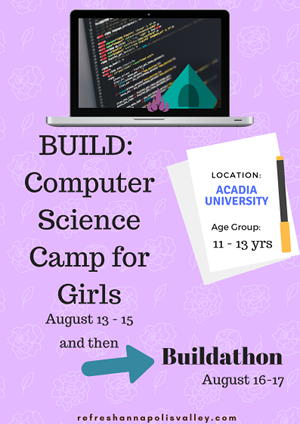 BUILD:
Computer
Science
Camp for
Girls
August 13 - 15
and then
LOCATION:
ACADIA
UNIVERSITY
Age Group:
11 - 13 yrs
Buildathon
August 16-17
refreshannapolisvalley.com